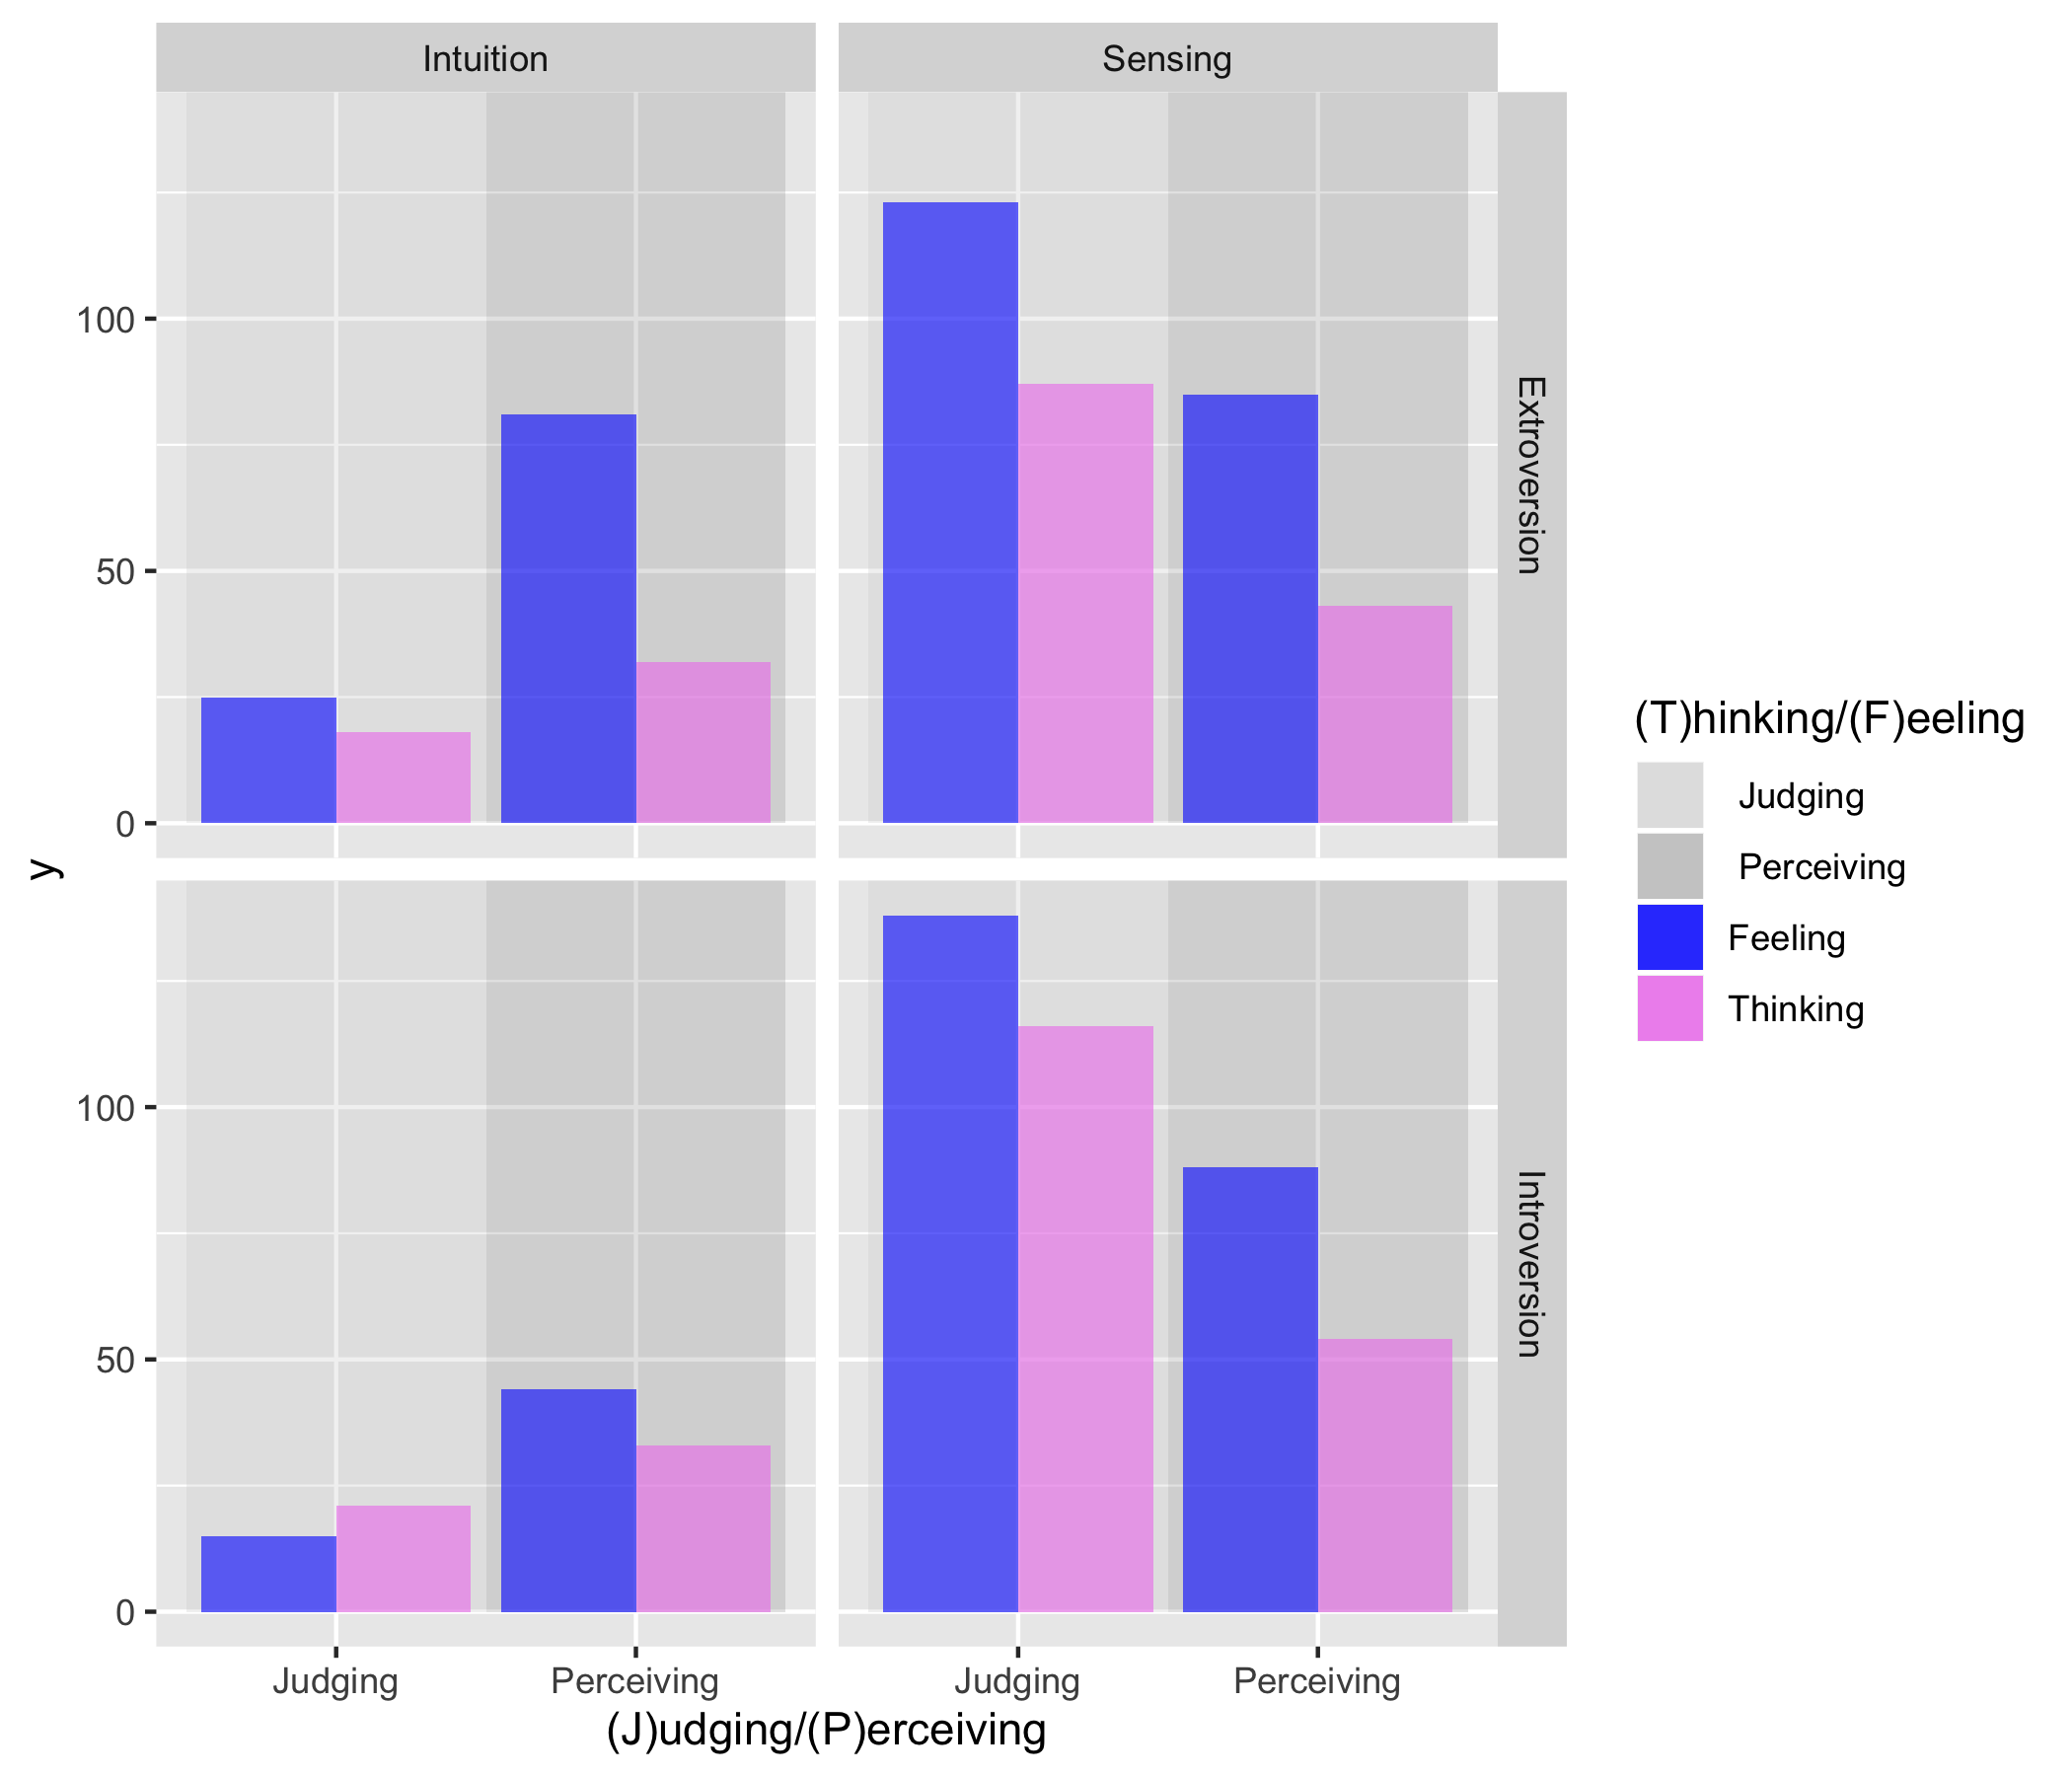 Intuition
Sensing
100
50
0
Extroversion
y
100
50
0
Introversion
Judging
Perceiving
Judging
Perceiving
(J)udging/(P)erceiving
(T)hinking/(F)eeling
Judging
Perceiving
Feeling
Thinking